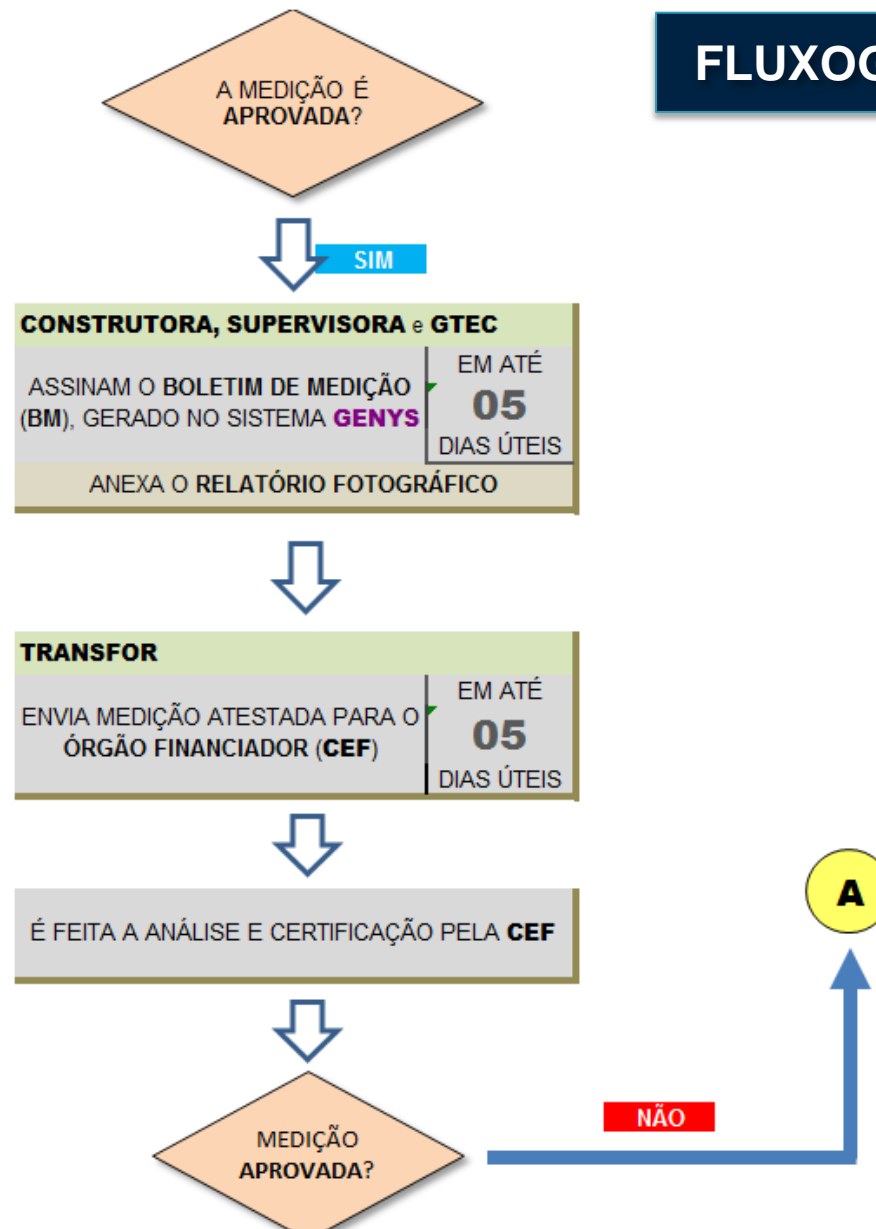 FLUXOG
A MEDIÇÃO É
APROVADA?
SIM
CONSTRUTORA, SUPERVISORA e GTEC
ASSINAM O BOLETIM DE MEDIÇÃO
(BM), GERADO NO SISTEMA GENYS
EM ATÉ
05
DIAS ÚTEIS
ANEXA O RELATÓRIO FOTOGRÁFICO
TRANSFOR
ENVIA MEDIÇÃO ATESTADA PARA O
ÓRGÃO FINANCIADOR (CEF)
EM ATÉ
05
DIAS ÚTEIS
É FEITA A ANÁLISE E CERTIFICAÇÃO PELA CEF
A
MEDIÇÃO
APROVADA?
NÃO